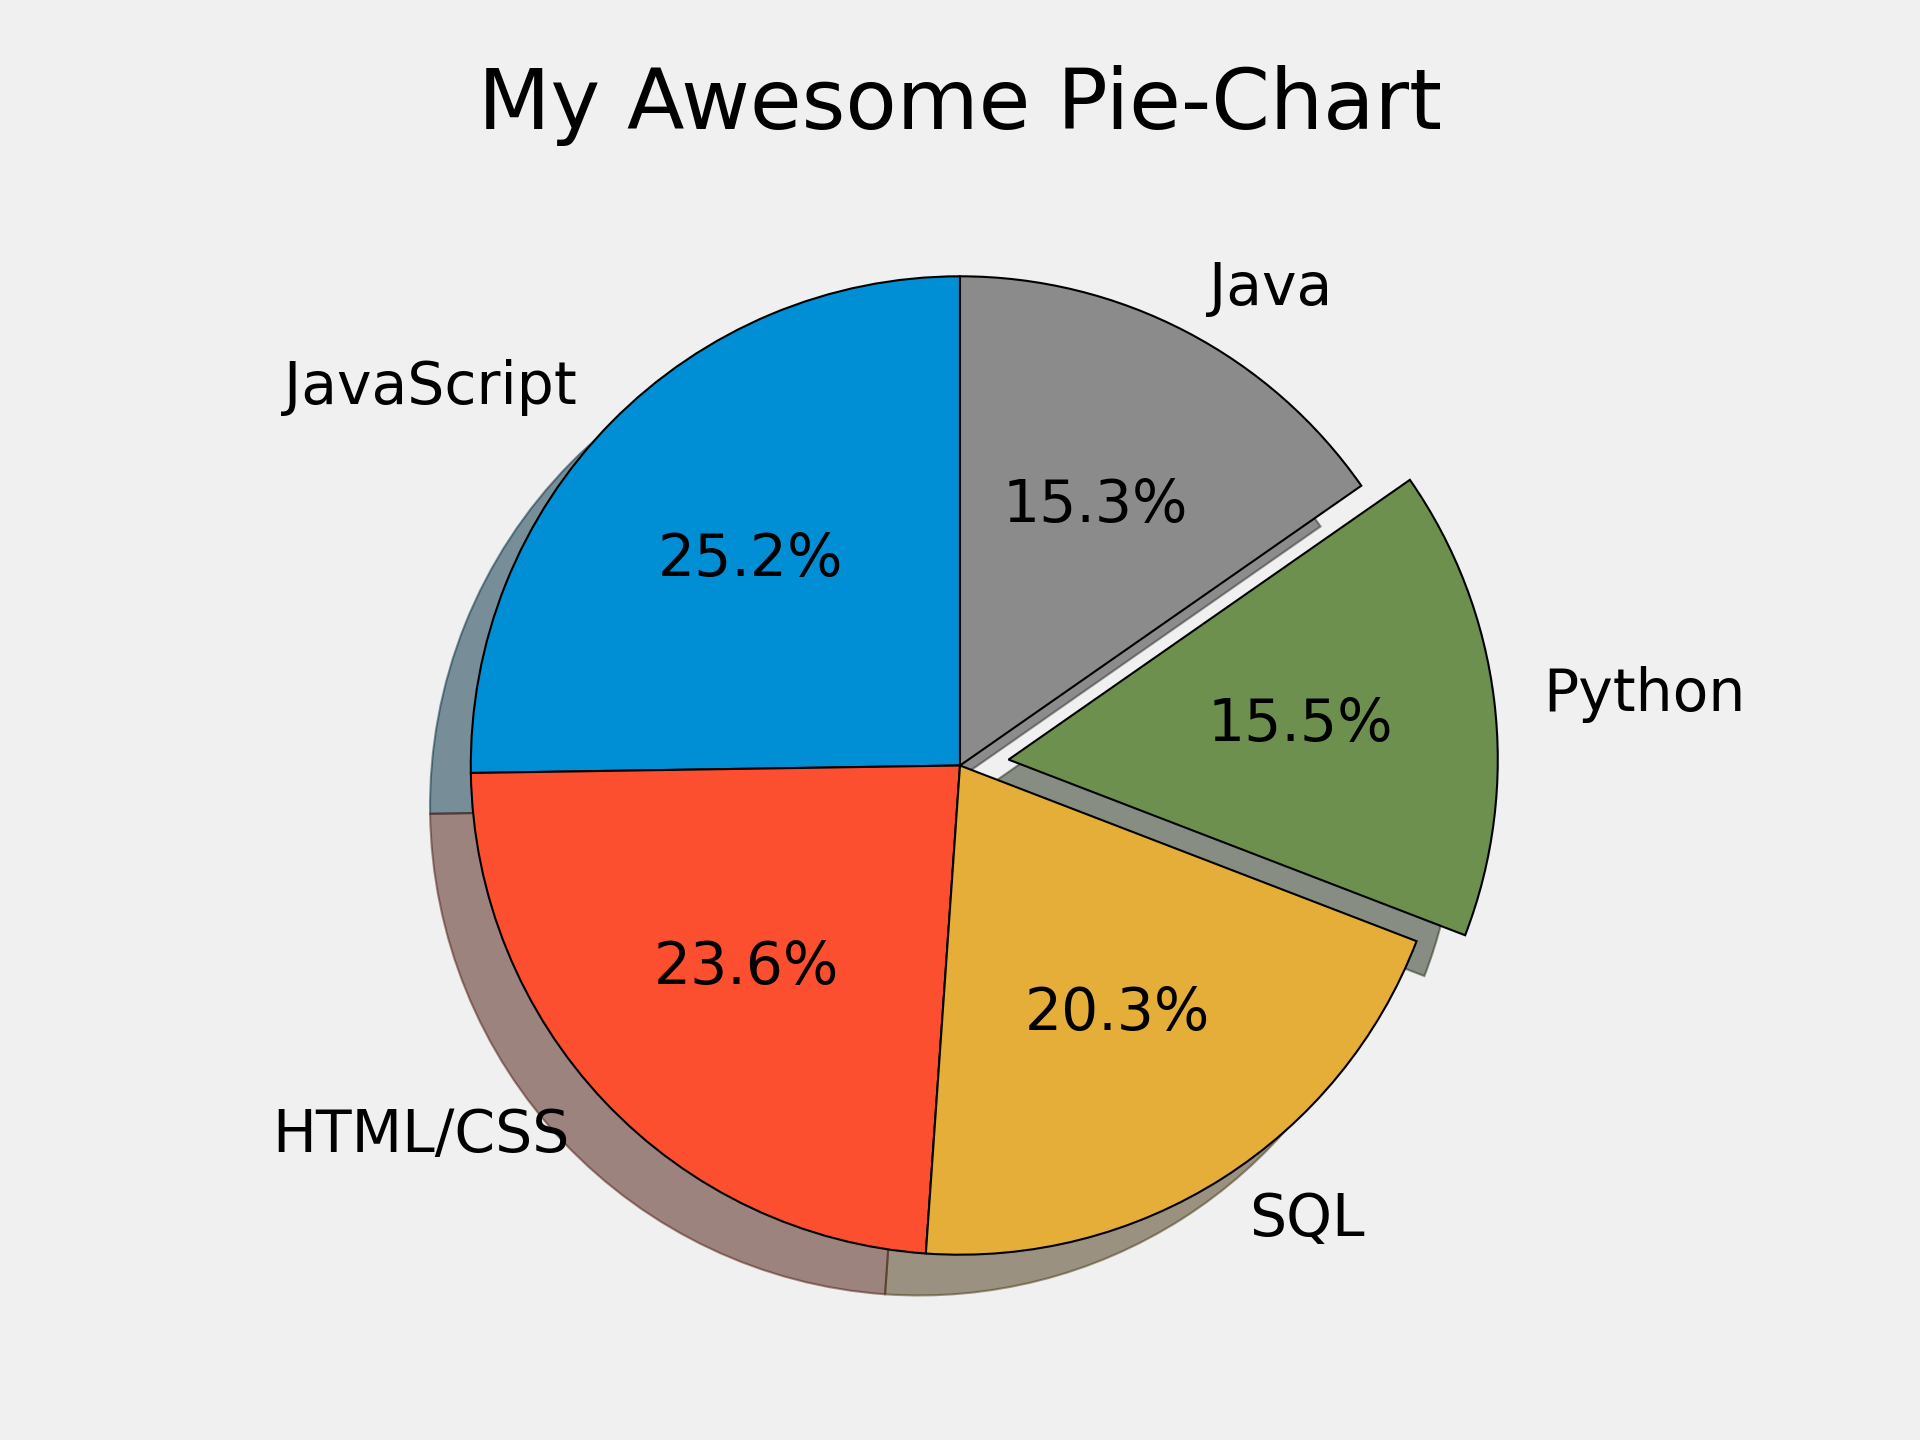 My Awesome Pie-Chart
Java
JavaScript
15.3%
25.2%
Python
15.5%
23.6%
20.3%
HTML/CSS
SQL